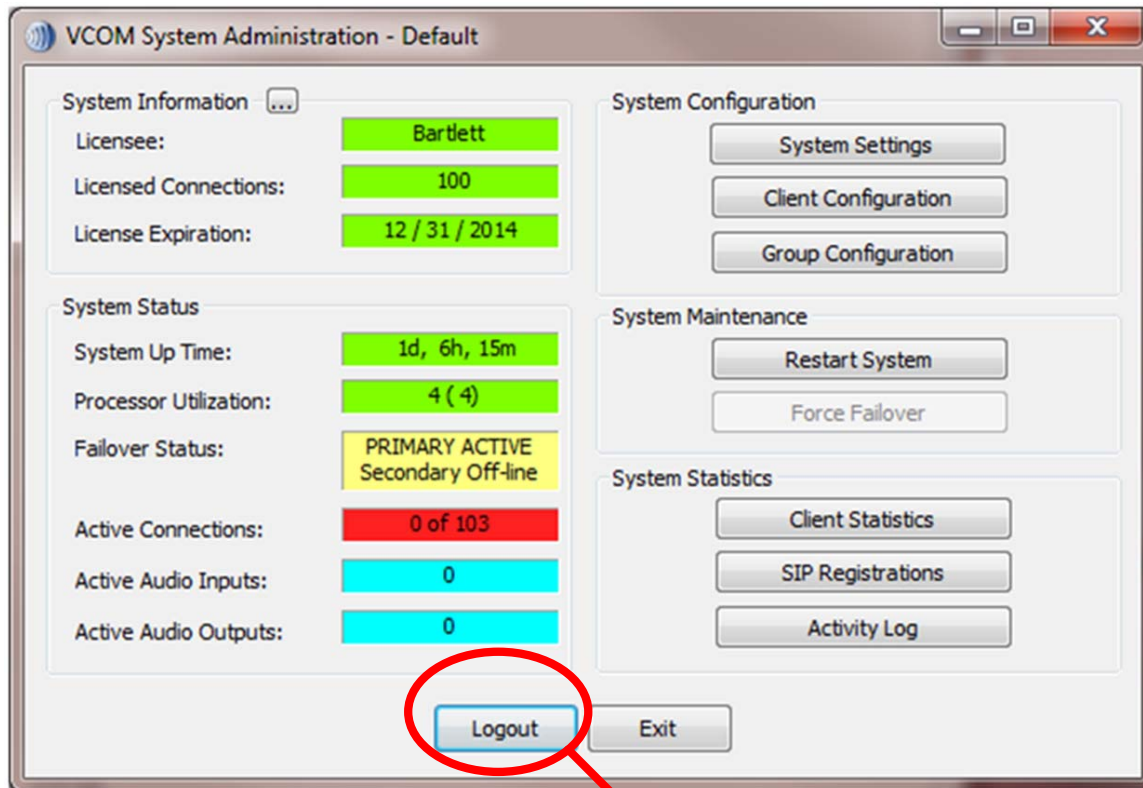 VCOM System Administration - Default
System Information ...
Licensee: Bartlett
Licensed Connections: 100
License Expiration: 12 / 31 / 2014
System Status
System Up Time: 1d, 6h, 15m
Processor Utilization: 4 ( 4)
Failover Status: PRIMARY ACTIVE
Secondary Off-line
Active Connections: 0 of 103
Active Audio Inputs: 0
Active Audio Outputs: 0
System Configuration
System Settings
Client Configuration
Group Configuration
System Maintenance
Restart System
Force Failover
System Statistics
Client Statistics
SIP Registrations
Activity Log
Logout Exit